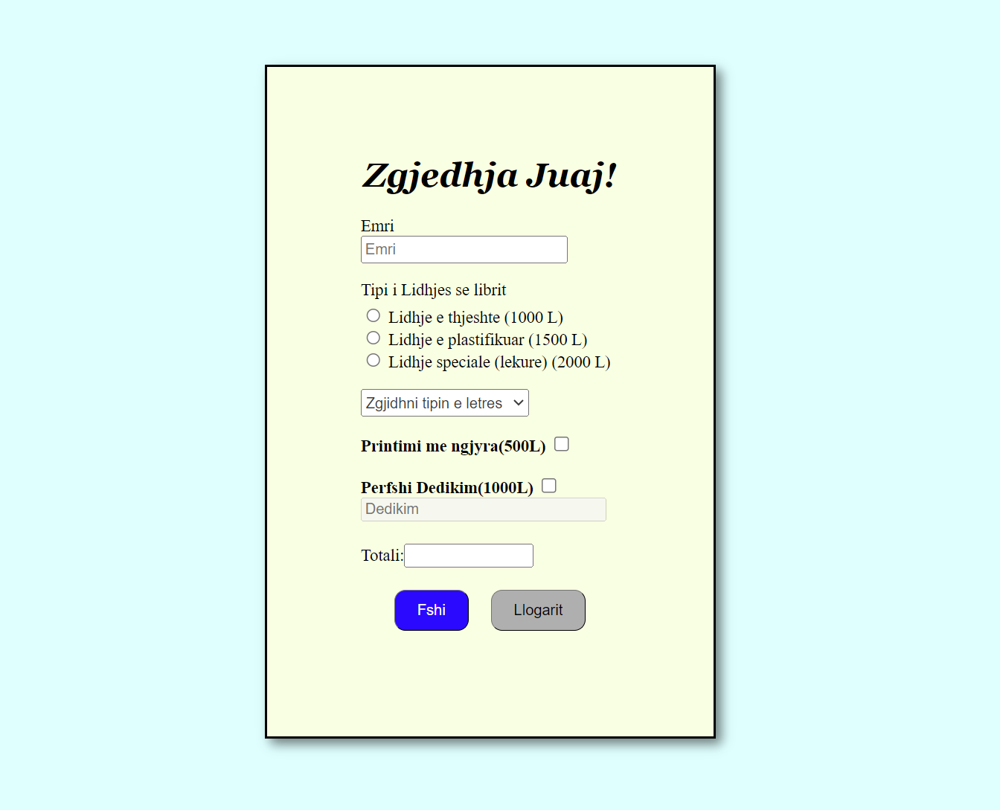 Zgjedhja Juaj!
Emri
Emri
Tipi i Lidhjes se librit
Lidhje e thjeshte (1000 L)
Lidhje e plastifikuar (1500 L)
Lidhje speciale (lekure) (2000 L)
Zgjidhni tipin e letres
Printimi me ngjyra(500L)
Perfshi Dedikim(1000L)
Dedikim
Totali:
Fshi Llogarit